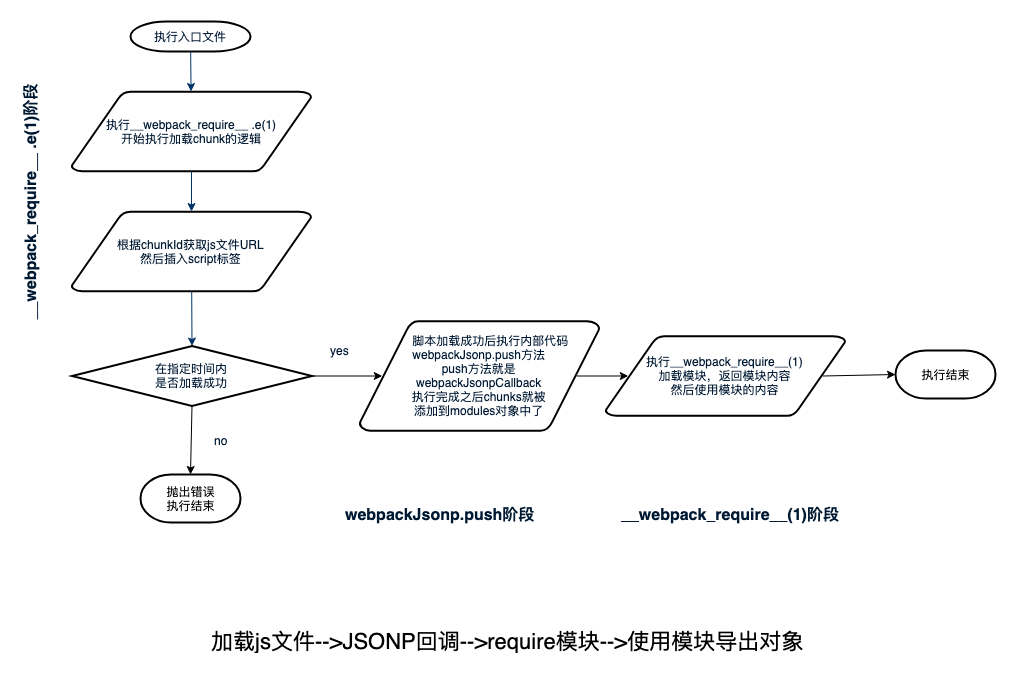 执行入口文件
__webpack_require__ .e(1)阶段
执行__webpack_require__ .e(1)
开始执行加载chunk的逻辑
根据chunkId获取js文件URL
然后插入script标签
在指定时间内
是否加载成功
yes
脚本加载成功后执行内部代码
webpackJsonp.push方法
push方法就是
webpackJsonpCallback
执行完成之后chunks就被
添加到modules对象中了
执行__webpack_require__(1)
加载模块，返回模块内容
然后使用模块的内容
执行结束
no
抛出错误
执行结束
webpackJsonp.push阶段
__webpack_require__(1)阶段
加载js文件-->JSONP回调-->require模块-->使用模块导出对象